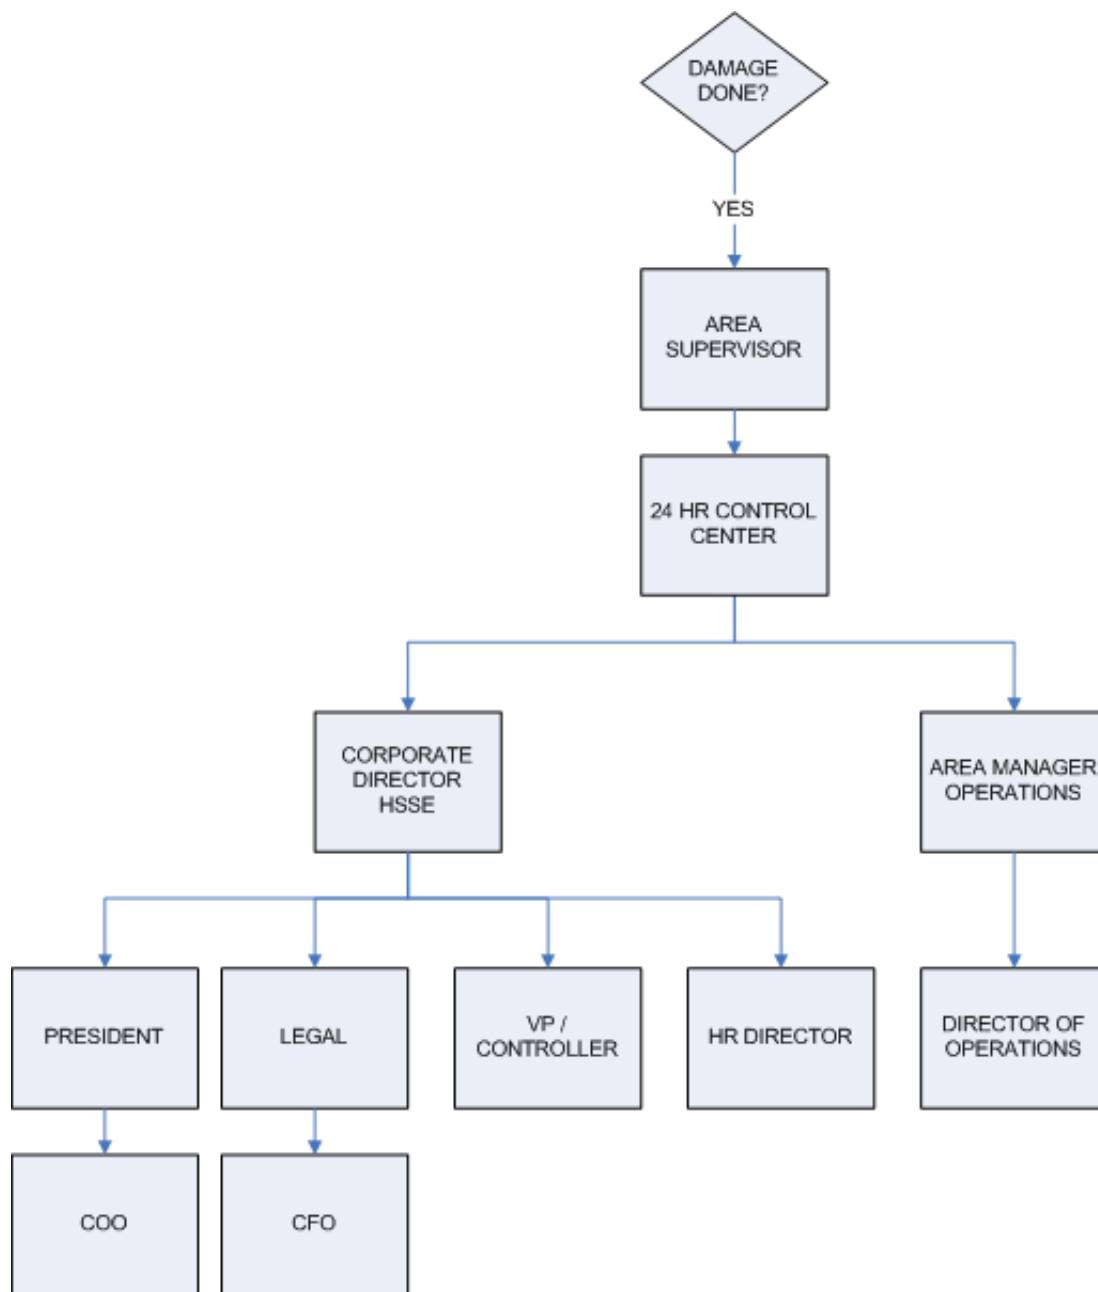 DAMAGE
DONE?
YES
AREA
SUPERVISOR
24 HR CONTROL
CENTER
CORPORATE
DIRECTOR
HSSE
AREA MANAGER
OPERATIONS
PRESIDENT
LEGAL
VP /
CONTROLLER
HR DIRECTOR
DIRECTOR OF
OPERATIONS
COO
CFO